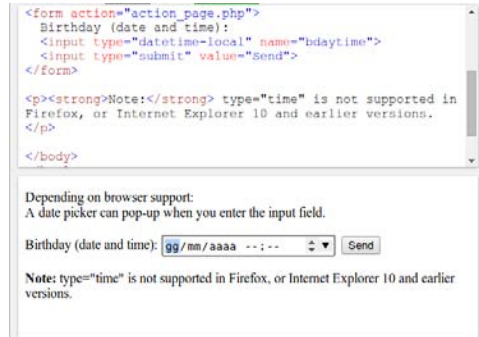 <form action="action_page.php">
Birthday (date and time):
<input type="datetime-local" name="bdaytime">
<input type="submit" value="Send">
</form>
<p><strong>Note:</strong> type="time" is not supported in
Firefox, or Internet Explorer 10 and earlier versions.
</p>
</body>
Depending on browser support:
A date picker can pop-up when you enter the input field.
Birthday (date and time): gg/mm/aaaa --:-- Send
Note: type="time" is not supported in Firefox, or Internet Explorer 10 and earlier
versions.